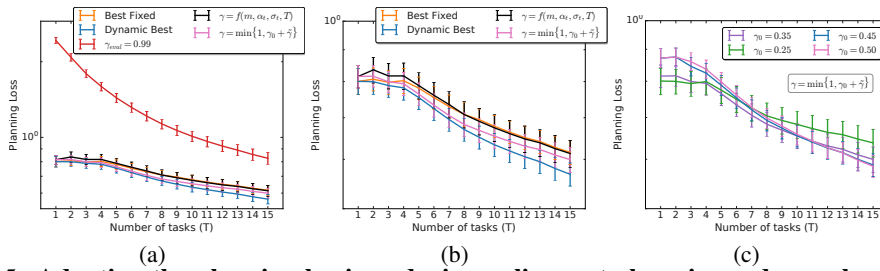 Best Fixed
Dynamic Best
γ_eval = 0.99
γ = f(m, α_t, σ_t, T)
γ = min{1, γ_0 + γ̃}
10^0
Planning Loss
1 2 3 4 5 6 7 8 9 10 11 12 13 14 15
Number of tasks (T)
(a)
10^0
Best Fixed
Dynamic Best
γ = f(m, α_t, σ_t, T)
γ = min{1, γ_0 + γ̃}
Planning Loss
1 2 3 4 5 6 7 8 9 10 11 12 13 14 15
Number of tasks (T)
(b)
10^0
γ_0 = 0.35
γ_0 = 0.25
γ_0 = 0.45
γ_0 = 0.50
γ = min{1, γ_0 + γ̃}
Planning Loss
1 2 3 4 5 6 7 8 9 10 11 12 13 14 15
Number of tasks (T)
(c)